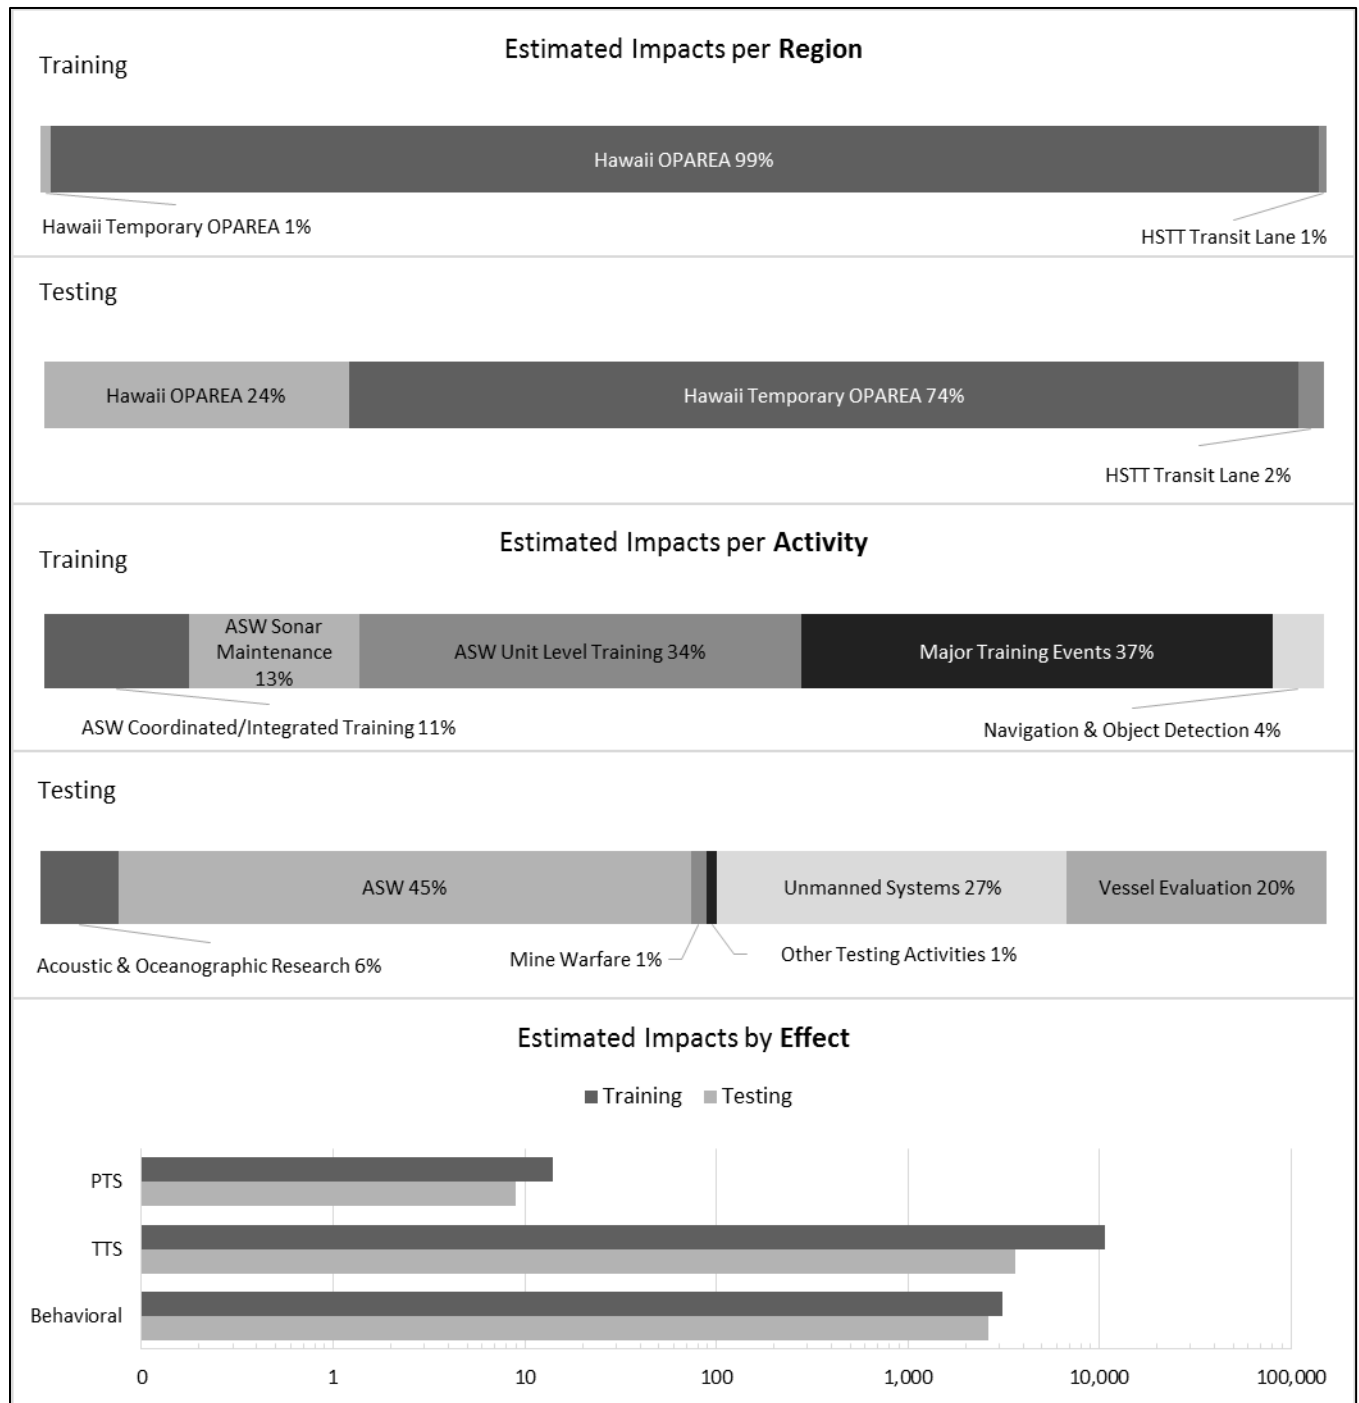 Estimated Impacts per Region
Training
Hawaii OPAREA 99%
Hawaii Temporary OPAREA 1%
HSTT Transit Lane 1%
Testing
Hawaii OPAREA 24%
Hawaii Temporary OPAREA 74%
HSTT Transit Lane 2%
Estimated Impacts per Activity
Training
ASW Sonar
Maintenance
13%
ASW Unit Level Training 34%
Major Training Events 37%
ASW Coordinated/Integrated Training 11%
Navigation & Object Detection 4%
Testing
ASW 45%
Unmanned Systems 27%
Vessel Evaluation 20%
Acoustic & Oceanographic Research 6%
Mine Warfare 1%
Other Testing Activities 1%
Estimated Impacts by Effect
Training
Testing
PTS
TTS
Behavioral
0
1
10
100
1,000
10,000
100,000